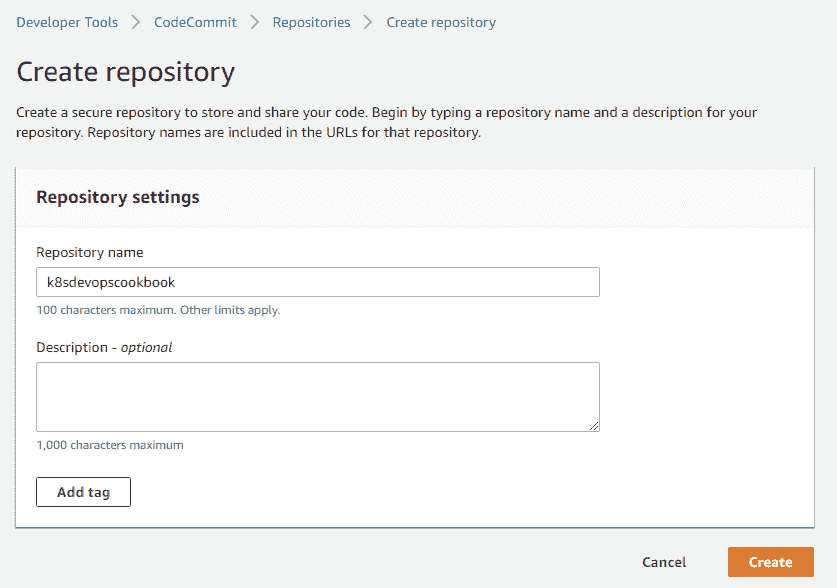 Developer Tools > CodeCommit > Repositories > Create repository
Create repository
Create a secure repository to store and share your code. Begin by typing a repository name and a description for your
repository. Repository names are included in the URLs for that repository.
Repository settings
Repository name
k8sdevopscookbook
100 characters maximum. Other limits apply.
Description - optional
1,000 characters maximum
Add tag
Cancel Create